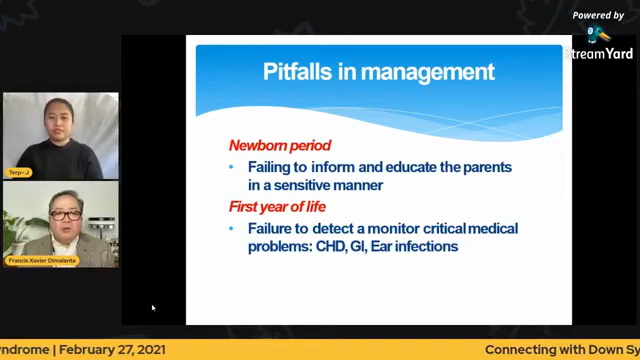 Powered by
StreamYard
Pitfalls in management
Newborn period
• Failing to inform and educate the parents
in a sensitive manner
First year of life
• Failure to detect a monitor critical medical
problems: CHD, GI, Ear infections
Terp- J
Francis Xavier Dimalanta
yndrome | February 27, 2021
Connecting with Down Sy